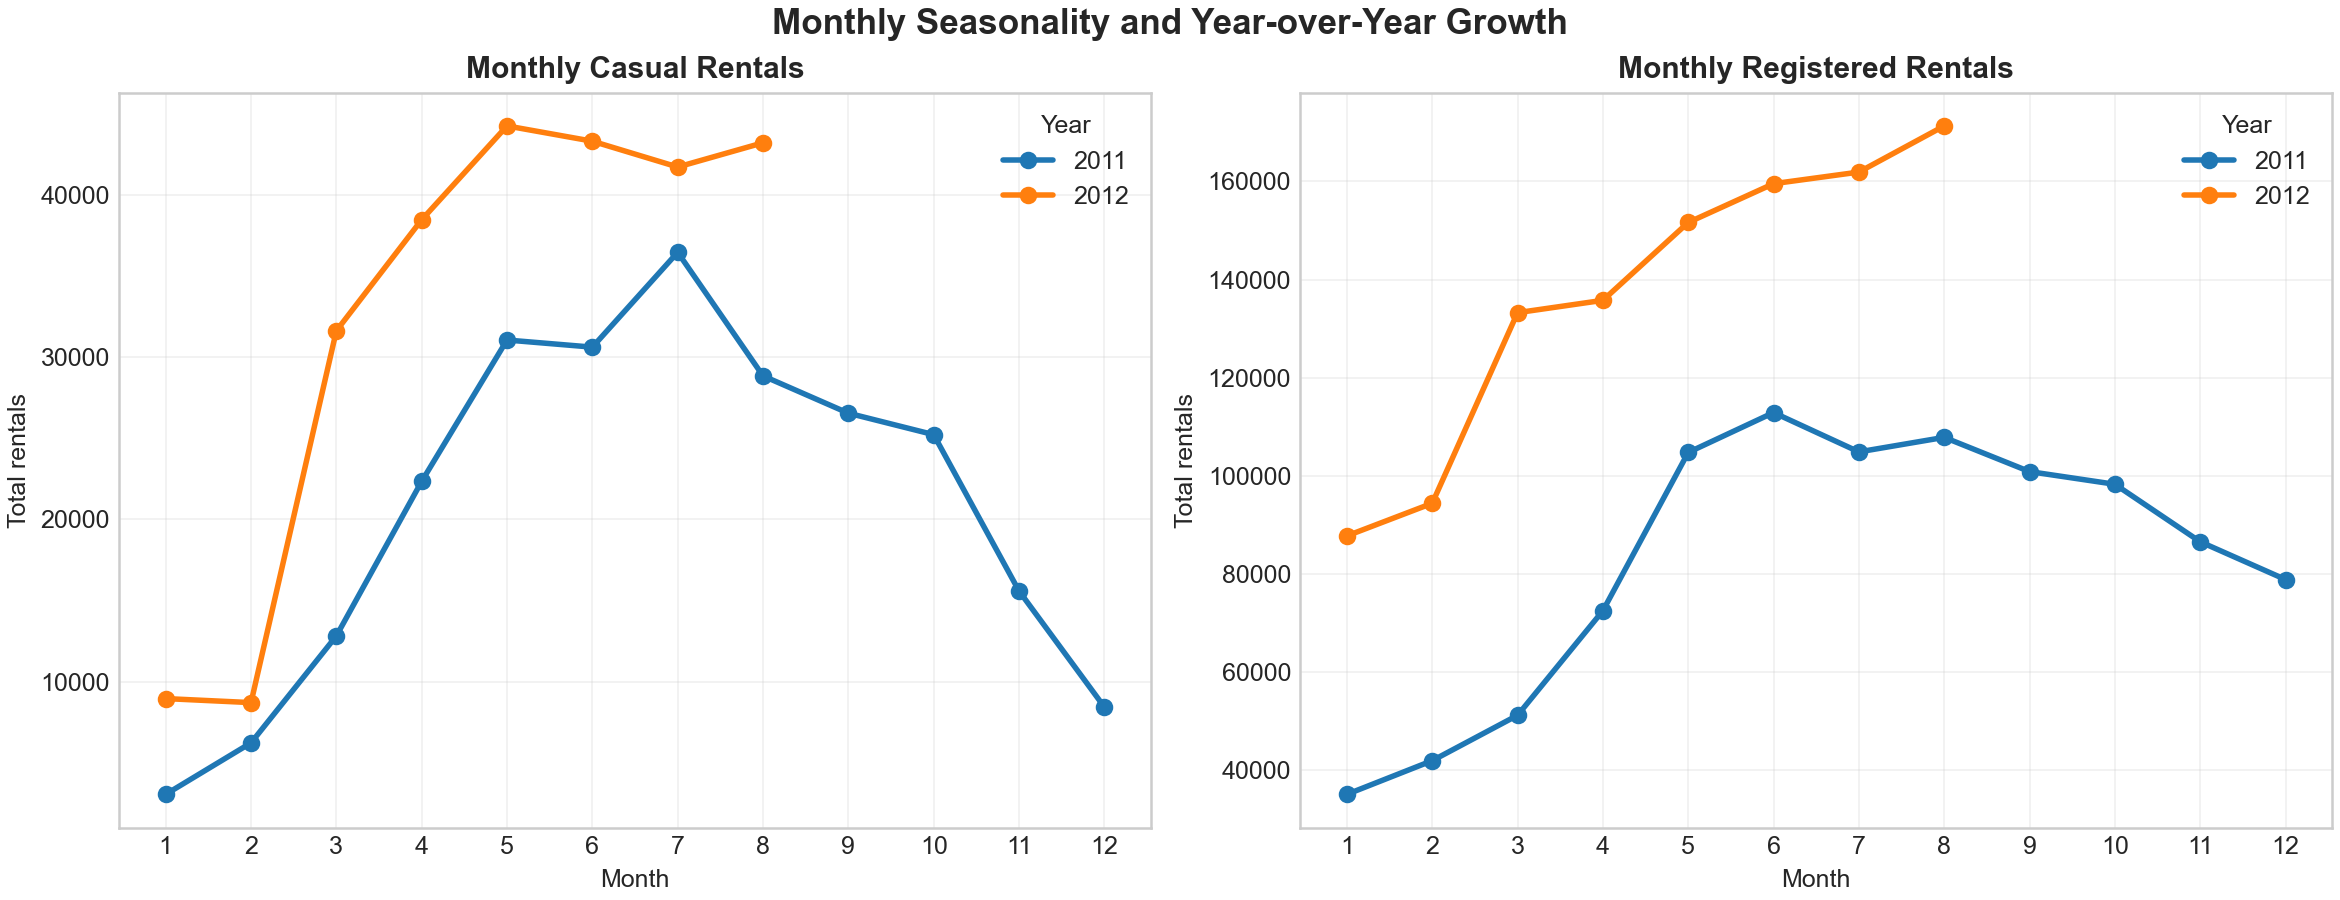 Monthly Seasonality and Year-over-Year Growth
Monthly Casual Rentals
Total rentals
40000
30000
20000
10000
Year
2011
2012
1 2 3 4 5 6 7 8 9 10 11 12
Month
Monthly Registered Rentals
Total rentals
160000
140000
120000
100000
80000
60000
40000
Year
2011
2012
1 2 3 4 5 6 7 8 9 10 11 12
Month